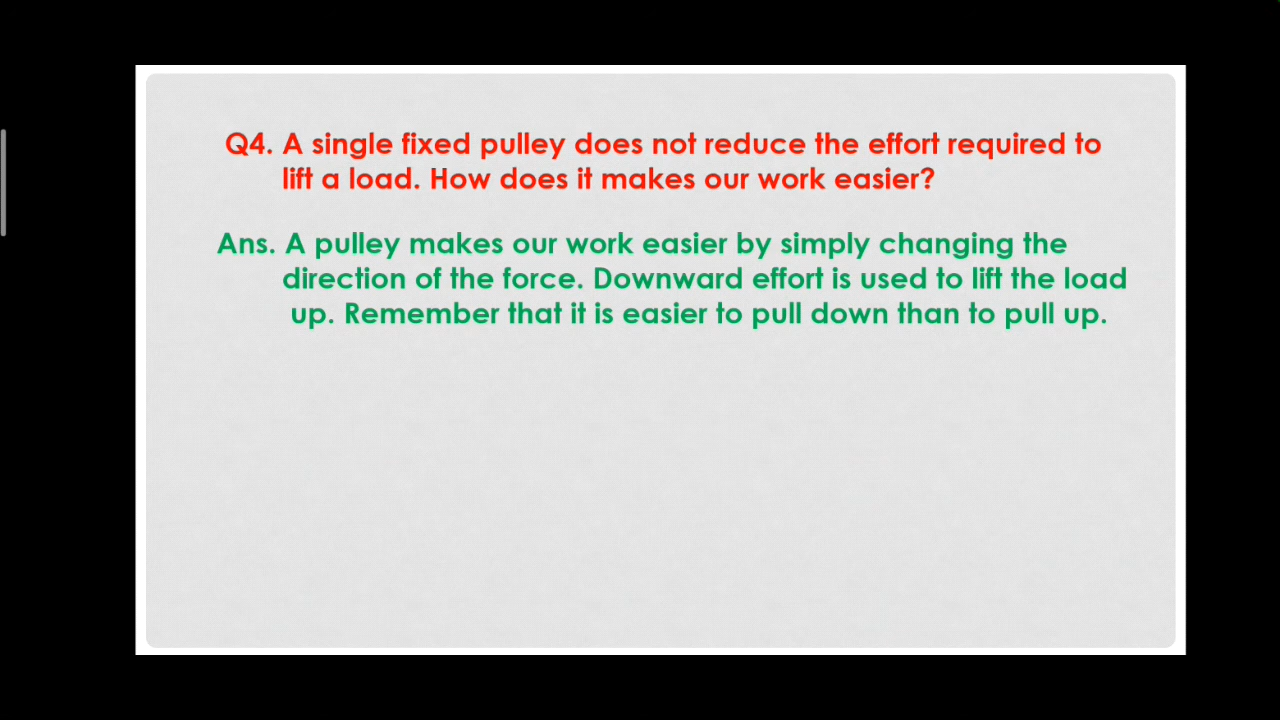 Q4. A single fixed pulley does not reduce the effort required to
lift a load. How does it makes our work easier?
Ans. A pulley makes our work easier by simply changing the
direction of the force. Downward effort is used to lift the load
up. Remember that it is easier to pull down than to pull up.